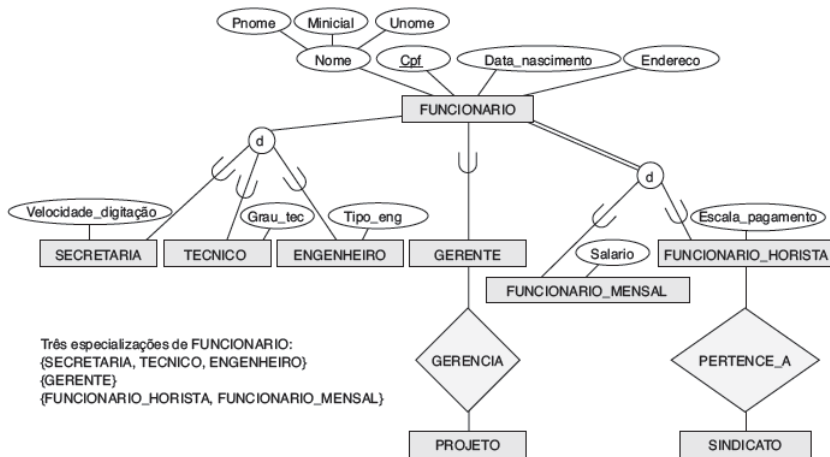 Pnome
Minicial
Unome
Nome
Cpf
Data_nascimento
Endereco
FUNCIONARIO
d
d
Velocidade_digitação
Grau_tec
Tipo_eng
Salario
Escala_pagamento
SECRETARIA
TECNICO
ENGENHEIRO
GERENTE
FUNCIONARIO_MENSAL
FUNCIONARIO_HORISTA
Três especializações de FUNCIONARIO:
{SECRETARIA, TECNICO, ENGENHEIRO}
{GERENTE}
{FUNCIONARIO_HORISTA, FUNCIONARIO_MENSAL}
GERENCIA
PERTENCE_A
PROJETO
SINDICATO